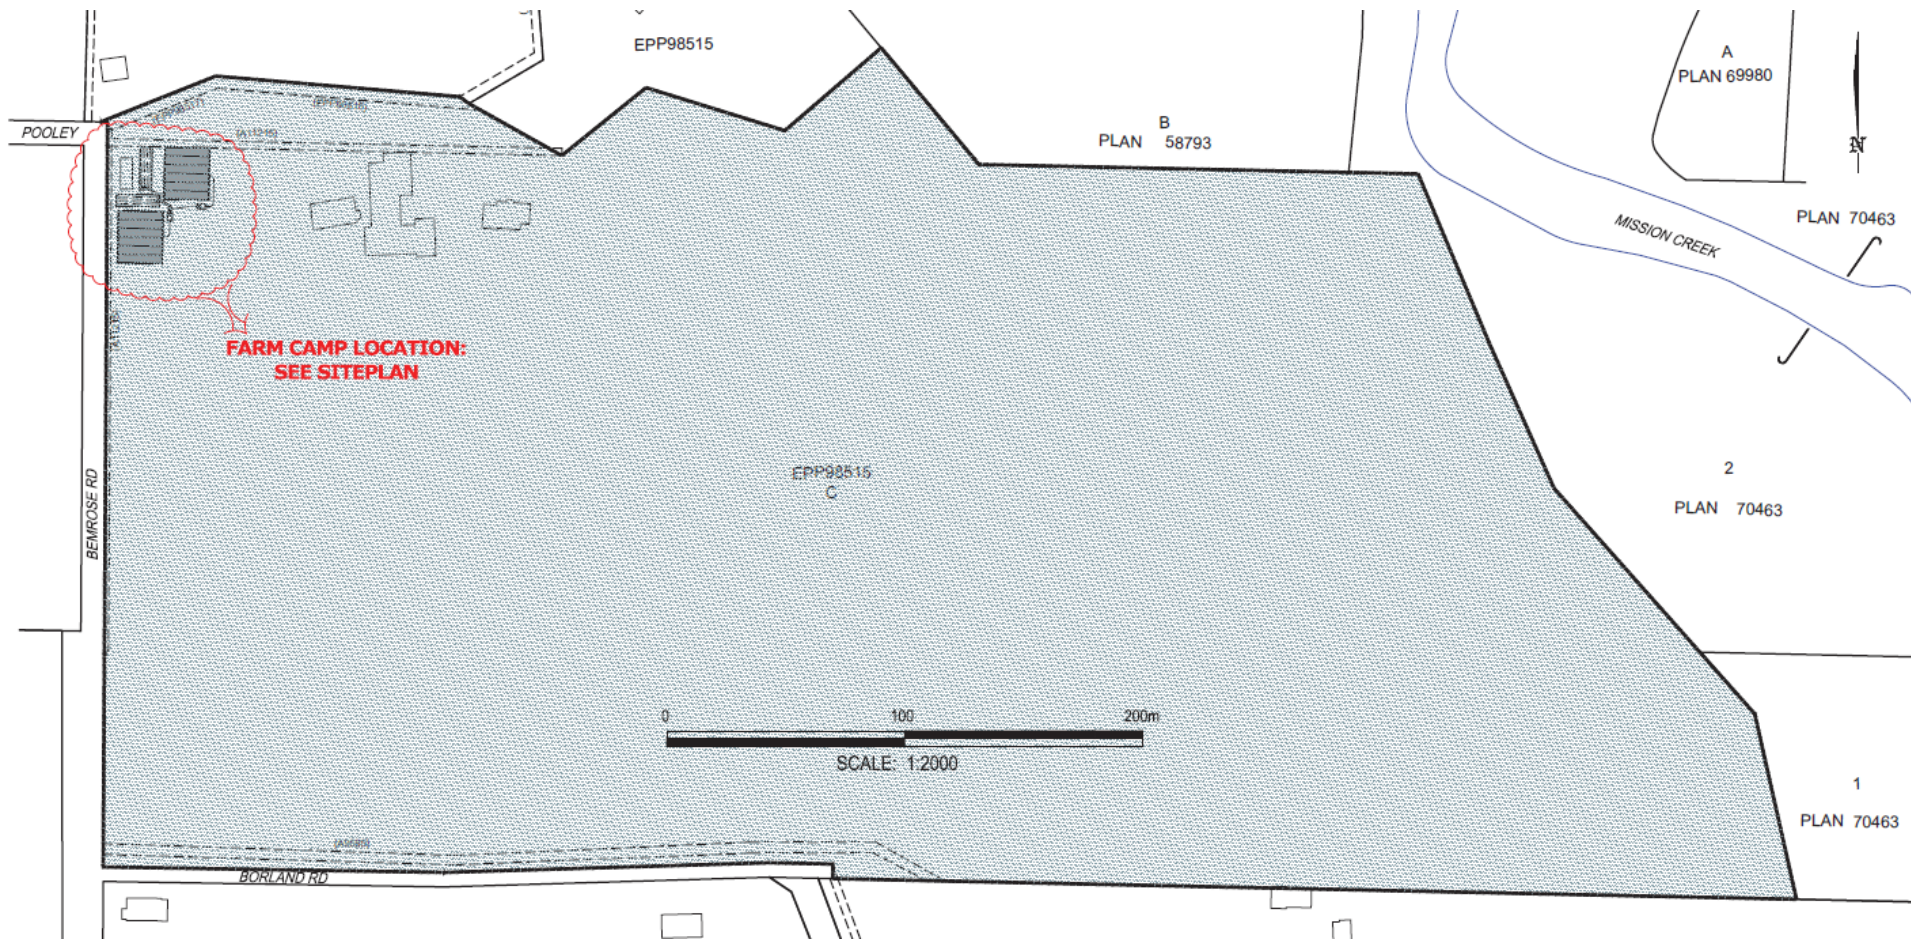 EPP98515
A
PLAN 69980
B
PLAN 58793
POOLEY
N
PLAN 70463
MISSION CREEK
FARM CAMP LOCATION:
SEE SITEPLAN
EPP98515
C
BEMROSE RD
2
PLAN 70463
0 100 200m
SCALE: 1:2000
1
PLAN 70463
BORLAND RD